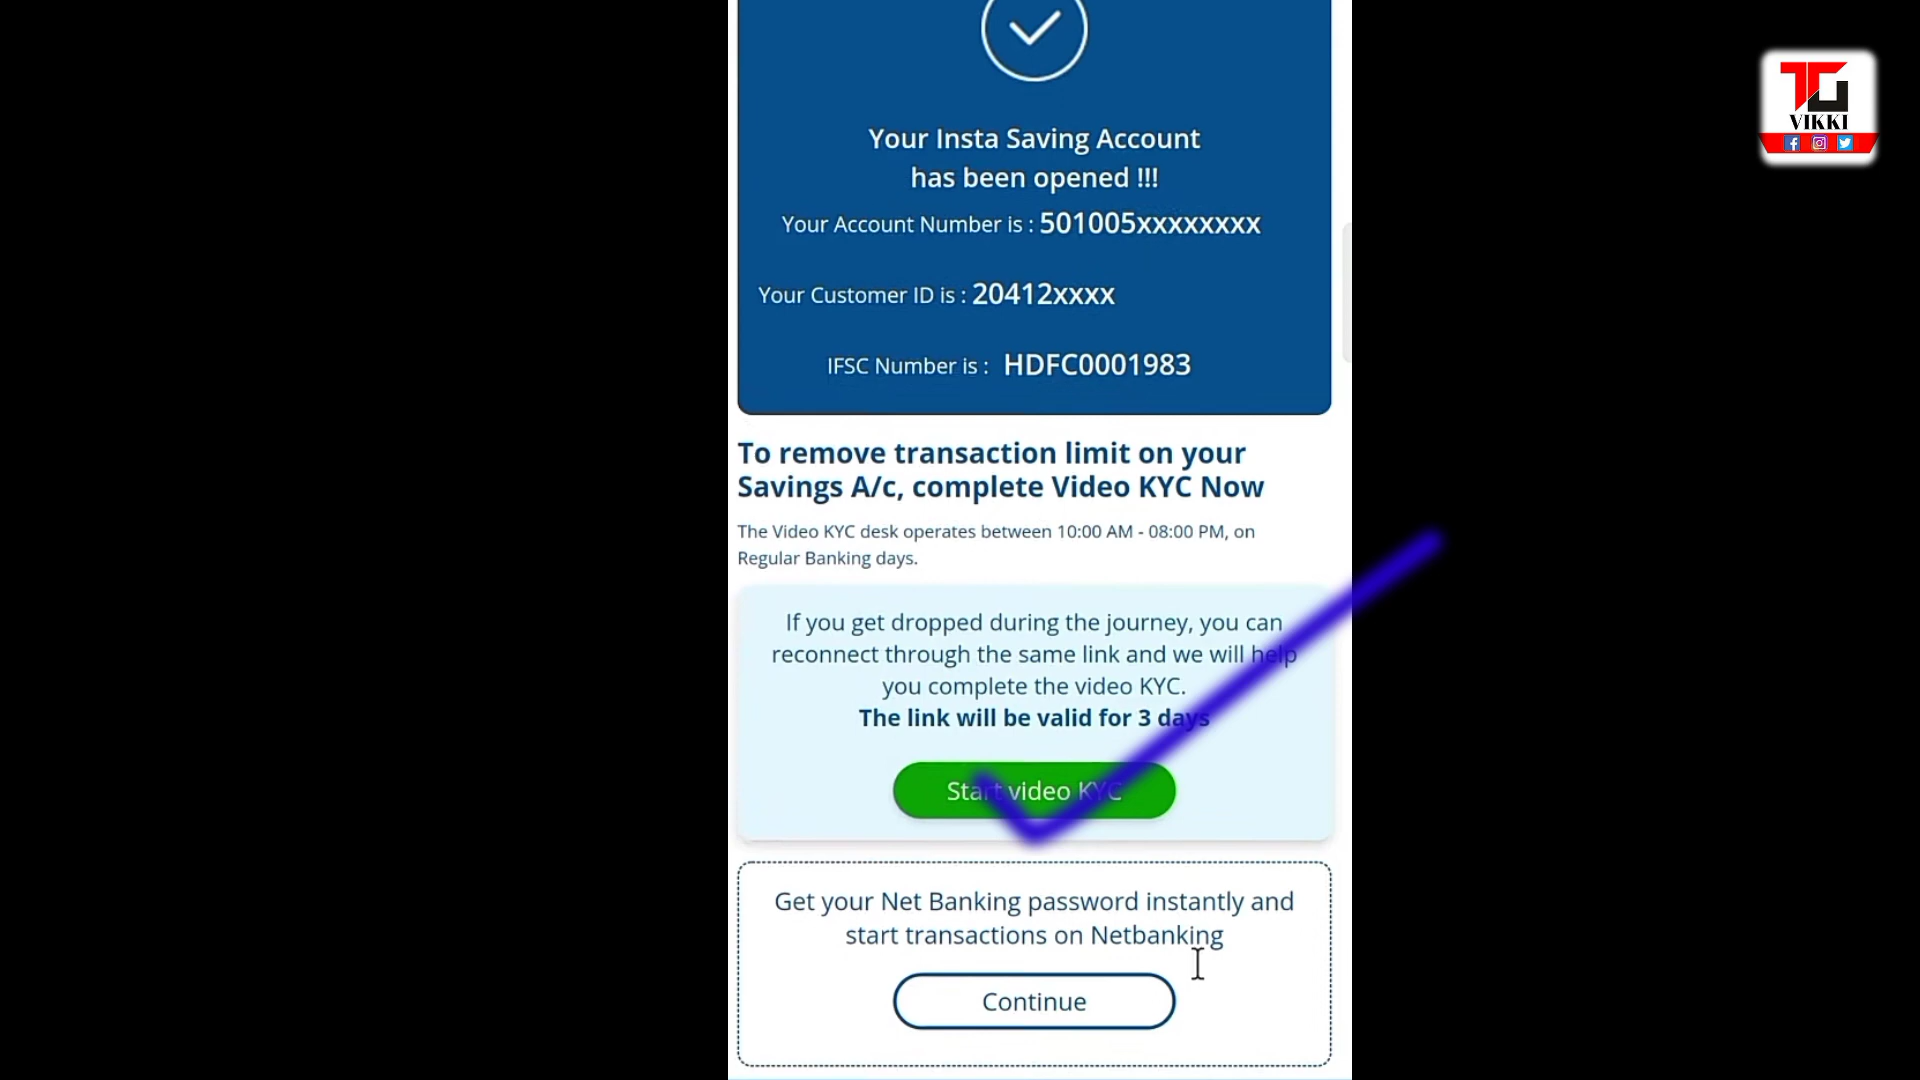 Your Insta Saving Account
has been opened !!!
Your Account Number is : 501005xxxxxxxx
Your Customer ID is : 20412xxxx
IFSC Number is : HDFC0001983
To remove transaction limit on your
Savings A/c, complete Video KYC Now
The Video KYC desk operates between 10:00 AM - 08:00 PM, on
Regular Banking days.
If you get dropped during the journey, you can
reconnect through the same link and we will help
you complete the video KYC.
The link will be valid for 3 days
Start video KYC
Get your Net Banking password instantly and
start transactions on Netbanking
Continue
TG
VIKKI